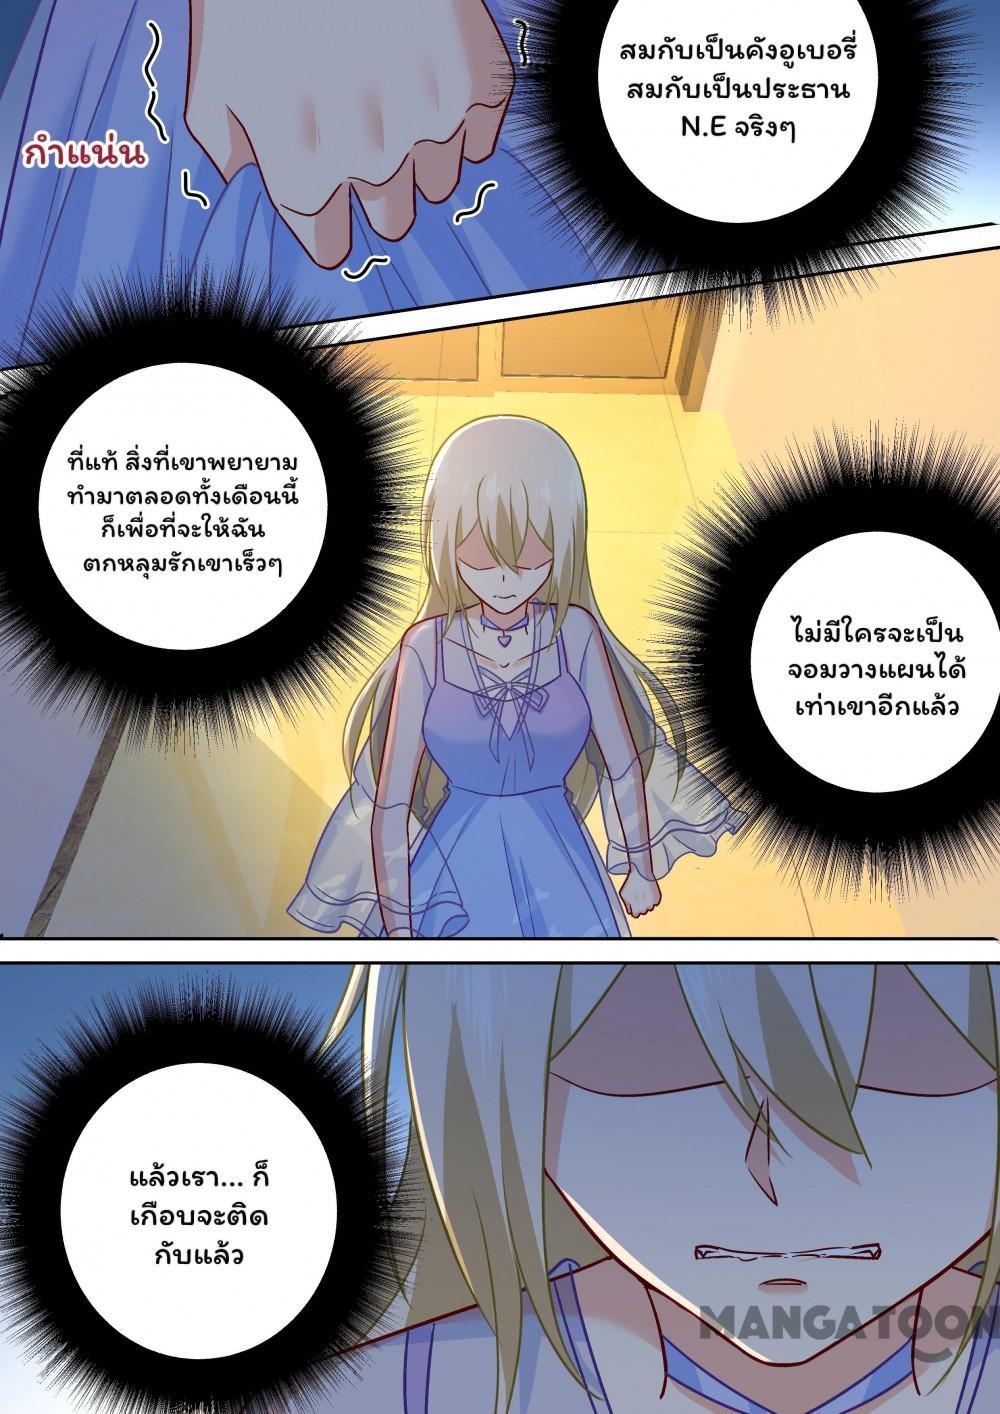 สมกับเป็นคังอูเบอรี่
สมกับเป็นประธาน
N.E จริงๆ
กำแน่น
ที่แท้ สิ่งที่เขาพยายาม
ทำมาตลอดทั้งเดือนนี้
ก็เพื่อที่จะให้ฉัน
ตกหลุมรักเขาเร็วๆ
ไม่มีใครจะเป็น
จอมวางแผนได้
เท่าเขาอีกแล้ว
แล้วเรา... ก็
เกือบจะติด
กับแล้ว
MANGATOON